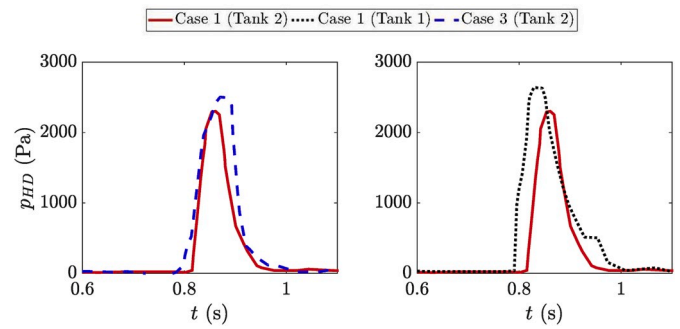 Case 1 (Tank 2) Case 1 (Tank 1) Case 3 (Tank 2)
3000 3000
2000 2000
p_HD (Pa)
1000 1000
0 0
0.6 0.8 1 0.6 0.8 1
t (s) t (s)